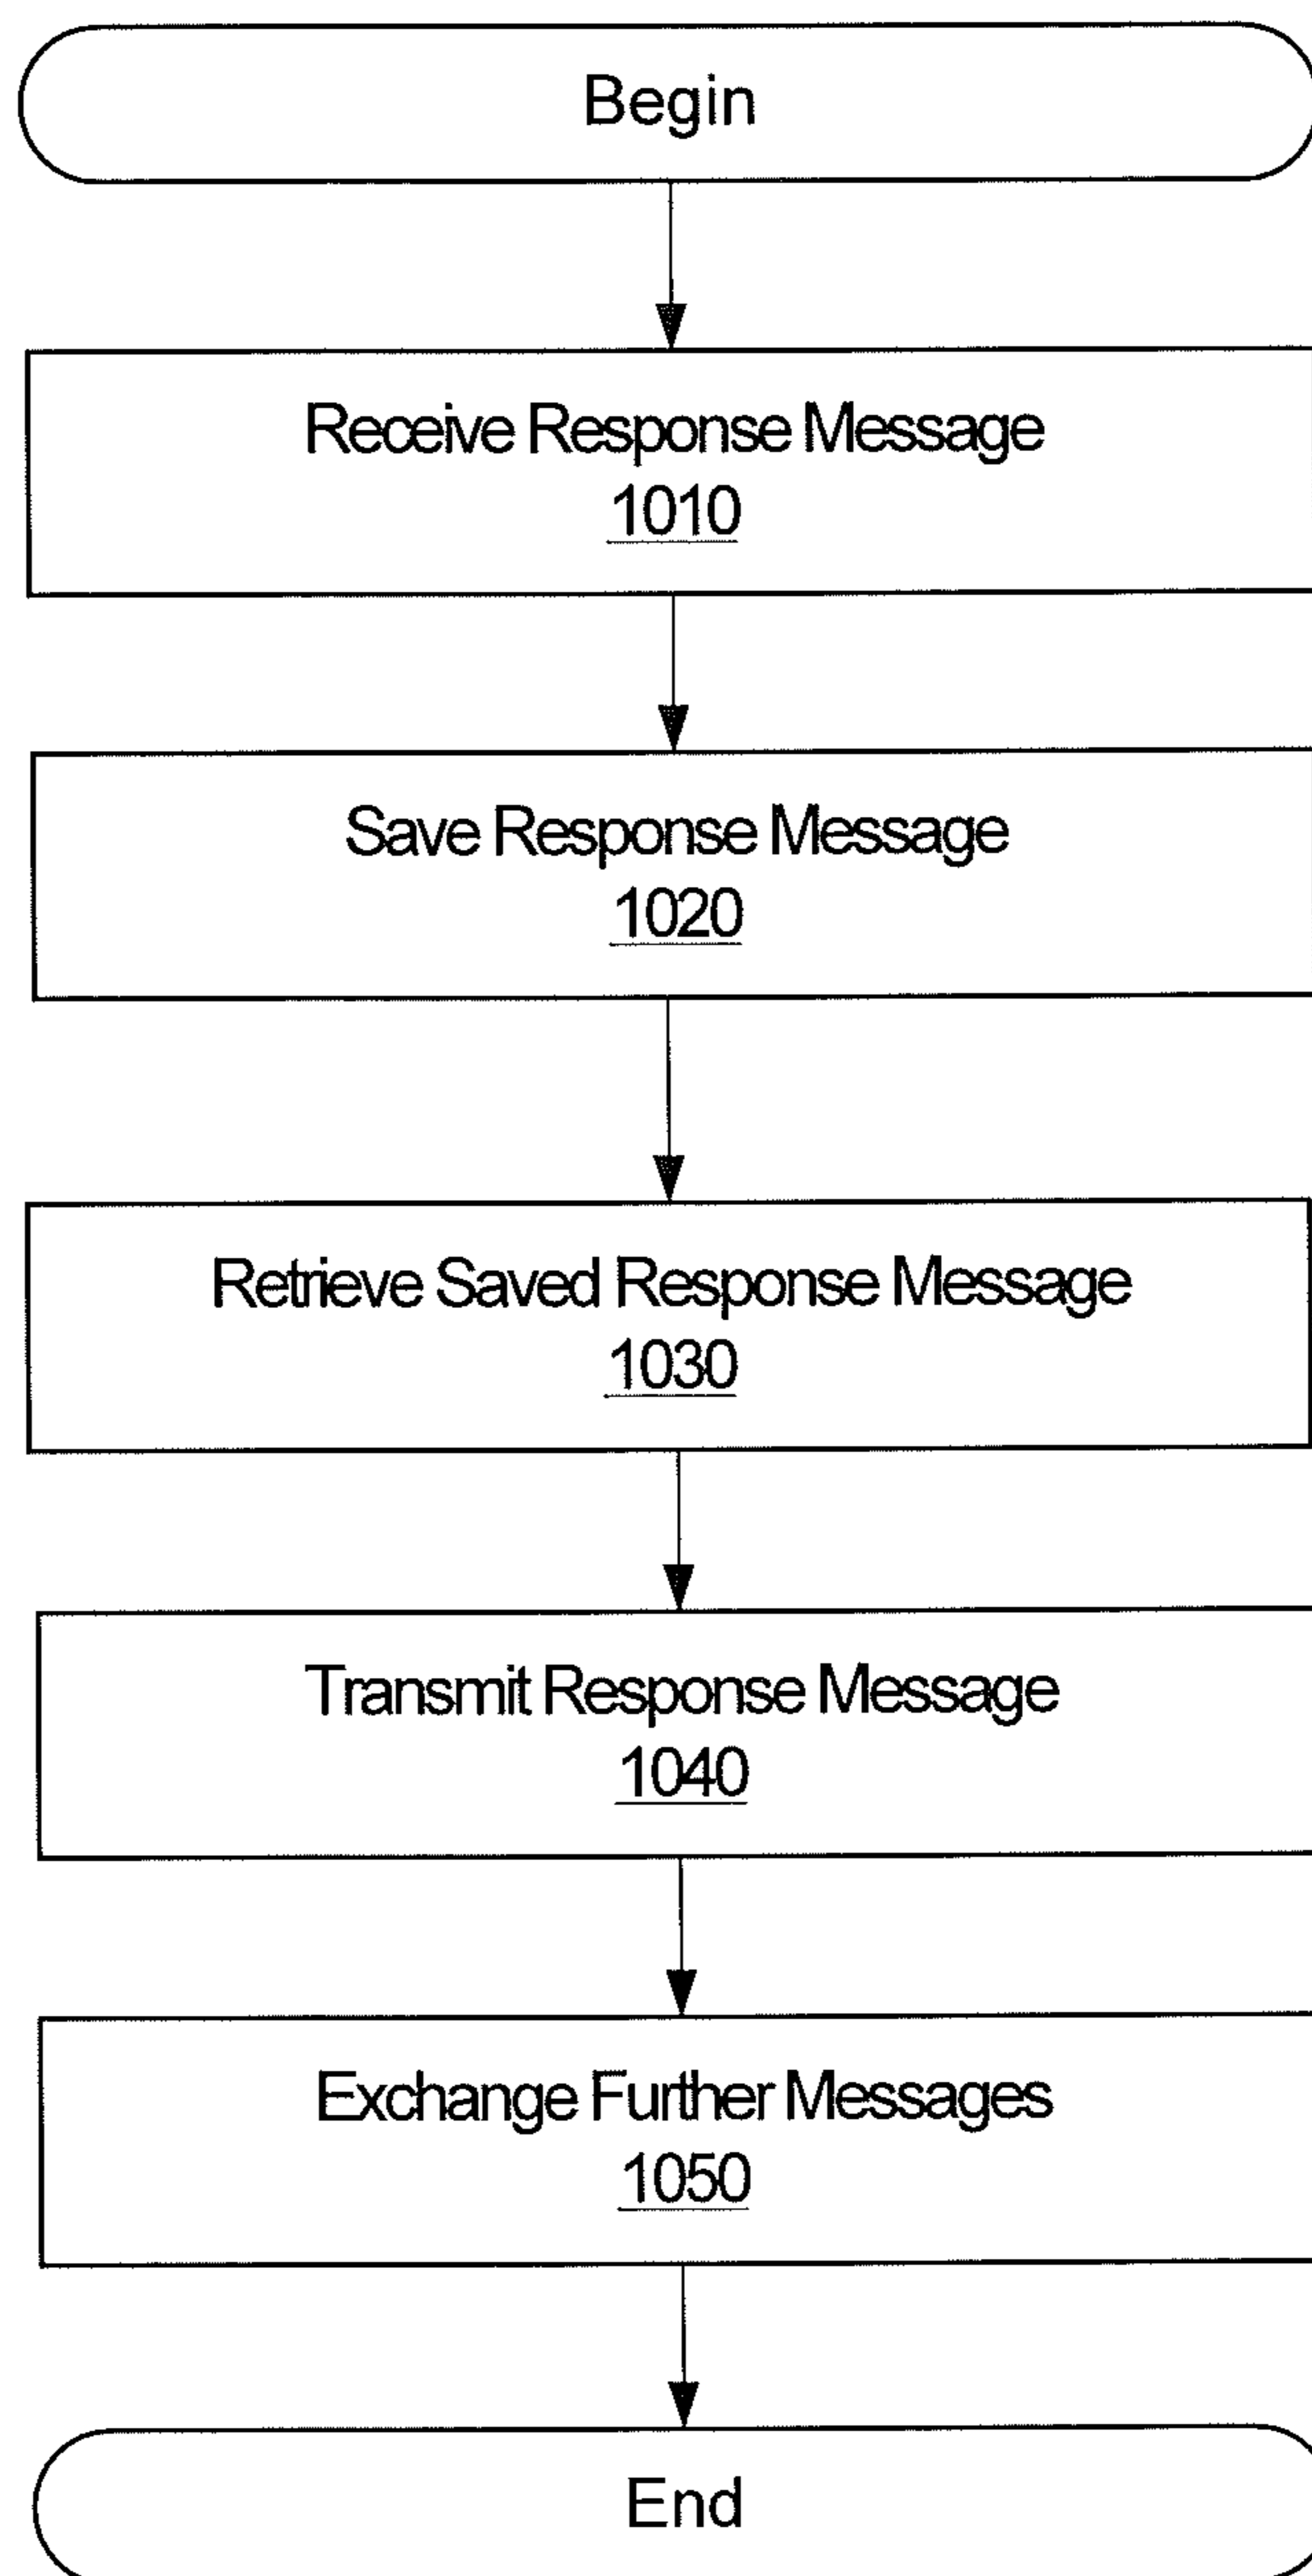 Begin
Receive Response Message
1010
Save Response Message
1020
Retrieve Saved Response Message
1030
Transmit Response Message
1040
Exchange Further Messages
1050
End